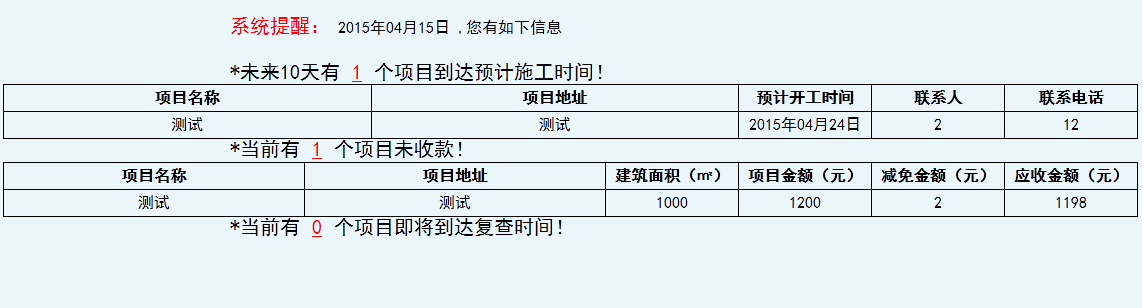 系统提醒： 2015年04月15日 ,您有如下信息
*未来10天有 1 个项目到达预计施工时间!
项目名称 项目地址 预计开工时间 联系人 联系电话
测试 测试 2015年04月24日 2 12
*当前有 1 个项目未收款!
项目名称 项目地址 建筑面积（㎡） 项目金额（元） 减免金额（元） 应收金额（元）
测试 测试 1000 1200 2 1198
*当前有 0 个项目即将到达复查时间!